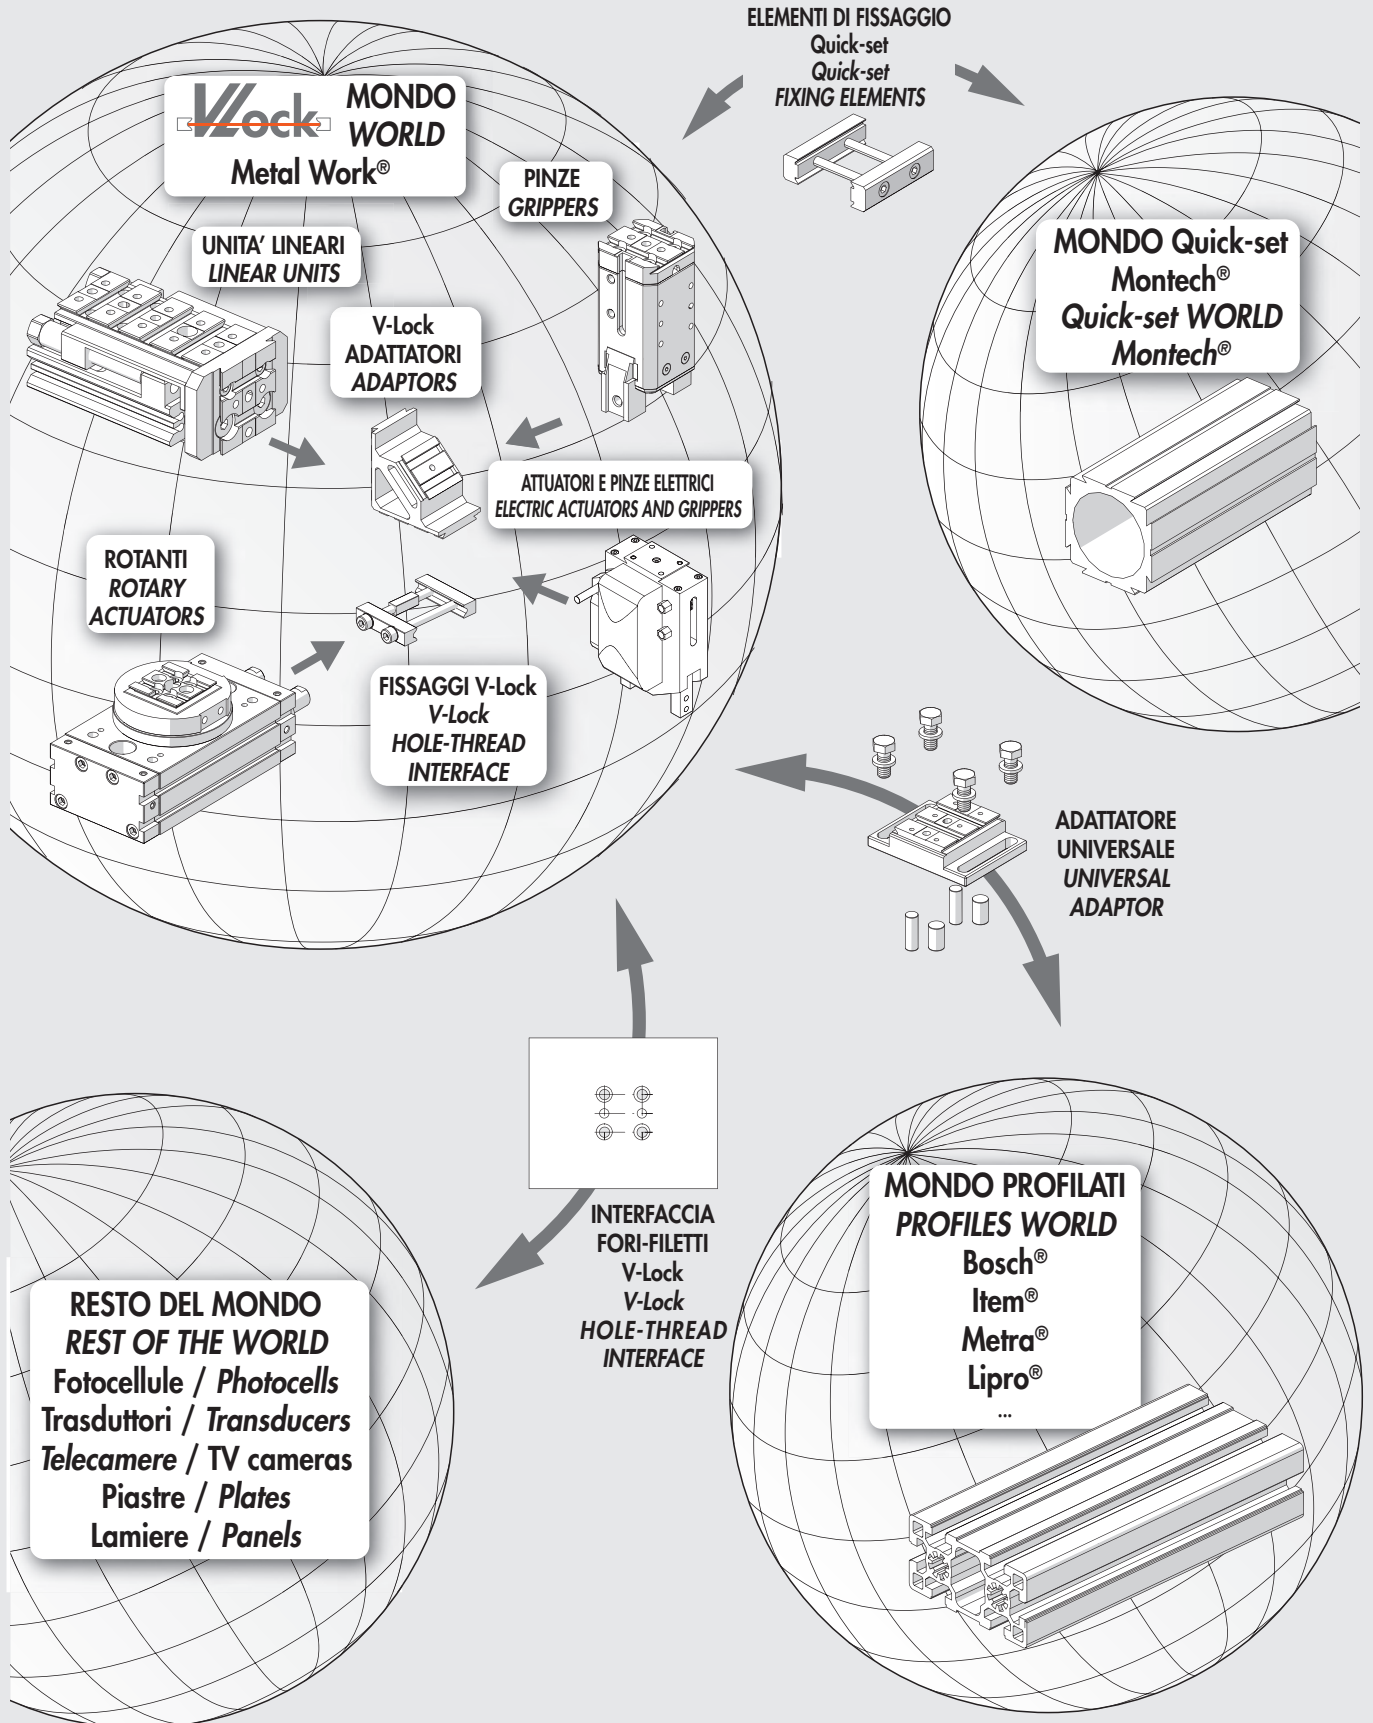 ELEMENTI DI FISSAGGIO
Quick-set
Quick-set
FIXING ELEMENTS
V-Lock
MONDO
WORLD
Metal Work®
PINZE
GRIPPERS
UNITA’ LINEARI
LINEAR UNITS
V-Lock
ADATTATORI
ADAPTORS
MONDO Quick-set
Montech®
Quick-set WORLD
Montech®
ATTUATORI E PINZE ELETTRICI
ELECTRIC ACTUATORS AND GRIPPERS
ROTANTI
ROTARY
ACTUATORS
FISSAGGI V-Lock
V-Lock
HOLE-THREAD
INTERFACE
ADATTATORE
UNIVERSALE
UNIVERSAL
ADAPTOR
INTERFACCIA
FORI-FILETTI
V-Lock
V-Lock
HOLE-THREAD
INTERFACE
MONDO PROFILATI
PROFILES WORLD
Bosch®
Item®
Metra®
Lipro®
...
RESTO DEL MONDO
REST OF THE WORLD
Fotocellule / Photocells
Trasduttori / Transducers
Telecamere / TV cameras
Piastre / Plates
Lamiere / Panels